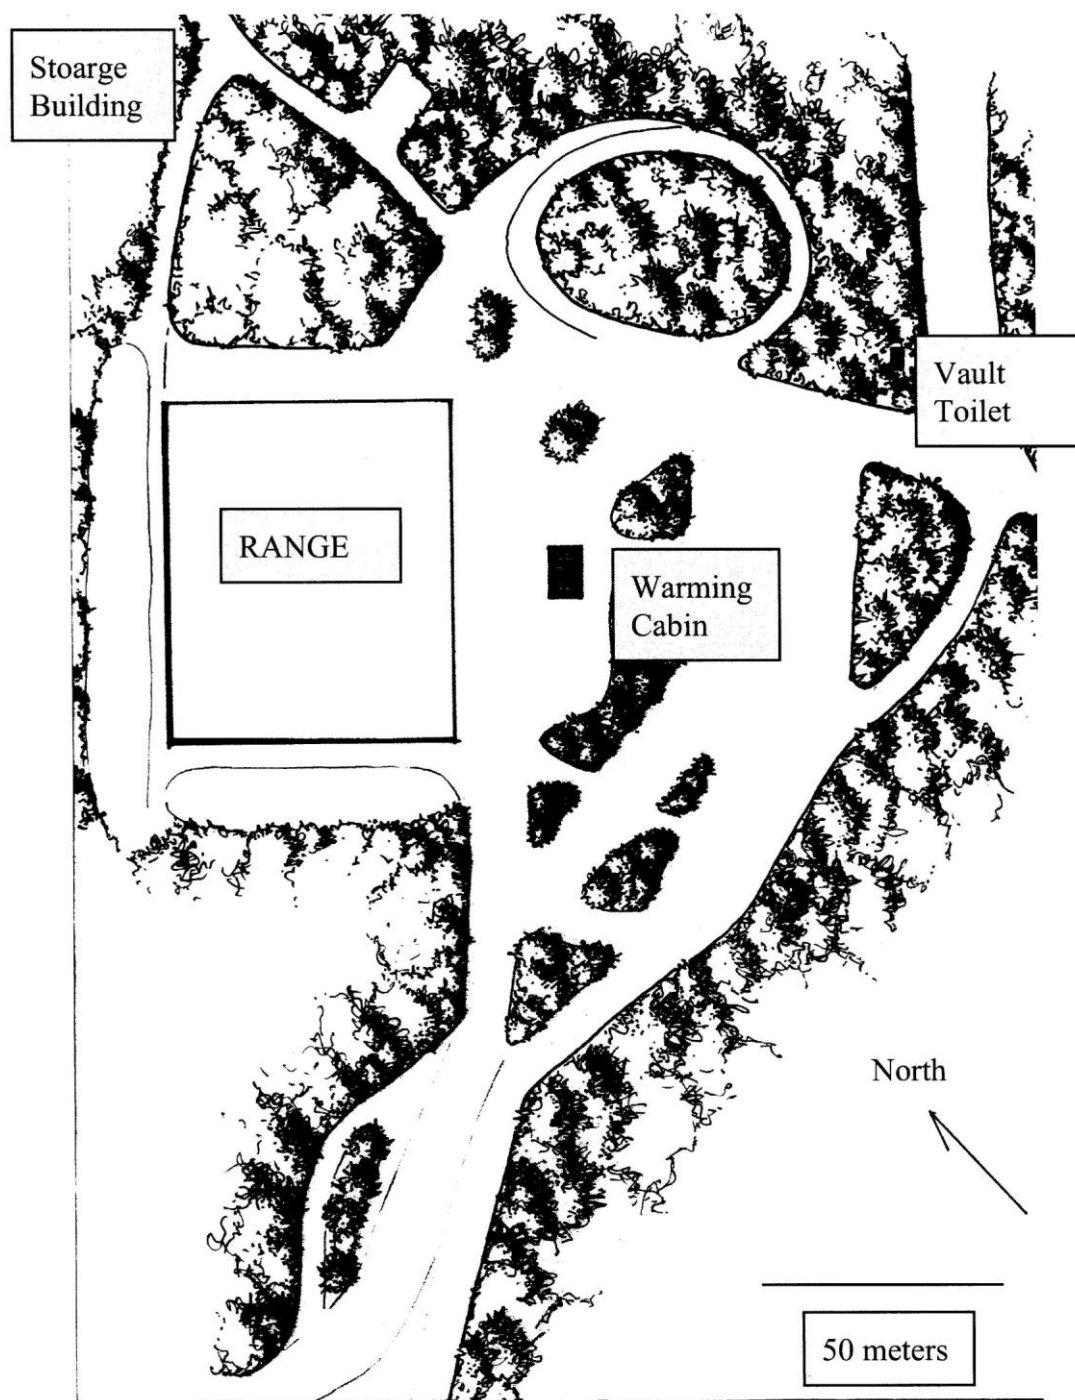 Stoarge
Building
Vault
Toilet
RANGE
Warming
Cabin
North
50 meters